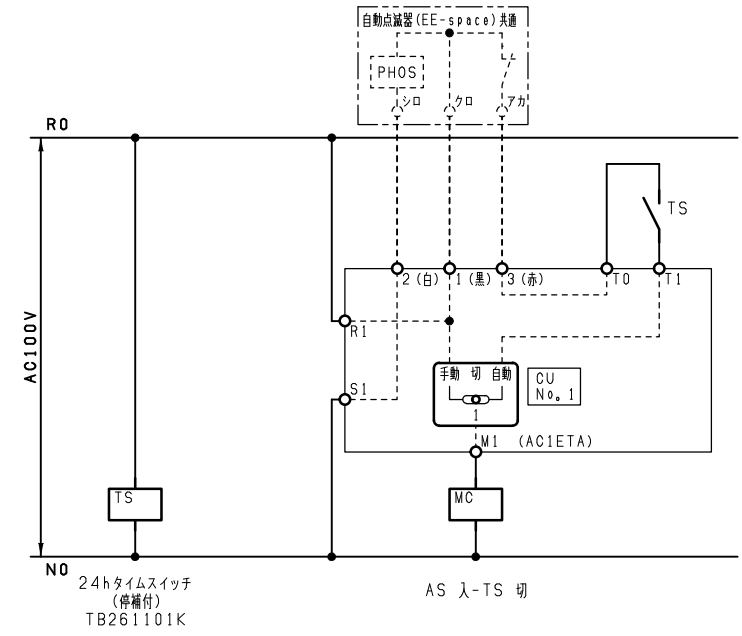 自動点滅器(EE-space)共通
PHOS
シロ
クロ
アカ
R0
TS
2(白)
1(黒)
3(赤)
T0
T1
AC100V
R1
手動 切 自動
1
CU
No. 1
S1
M1 (AC1ETA)
TS
MC
N0
24hタイムスイッチ
(停補付)
TB261101K
AS 入-TS 切